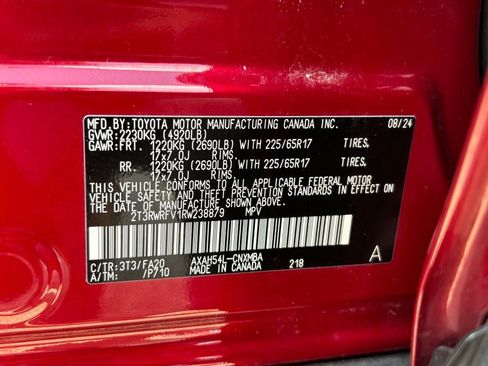 MFD.BY:TOYOTA MOTOR MANUFACTURING CANADA INC. 08/24
GVWR:2230KG (4920LB)
GAWR:FRT. 1220KG (2690LB) WITH 225/65R17 TIRES,
17x7.0J RIMS.
RR. 1220KG (2690LB) WITH 225/65R17 TIRES,
17x7.0J RIMS.
THIS VEHICLE CONFORMS TO ALL APPLICABLE FEDERAL MOTOR
VEHICLE SAFETY AND THEFT PREVENTION STANDARDS IN EFFECT
ON THE DATE OF MANUFACTURE SHOWN ABOVE.
2T3RWRFV1RW238879 MPV
C/TR:3T3/FA20 AXAH54L-CNXMBA
A/TM: /P710 MADE IN CANADA 218 A